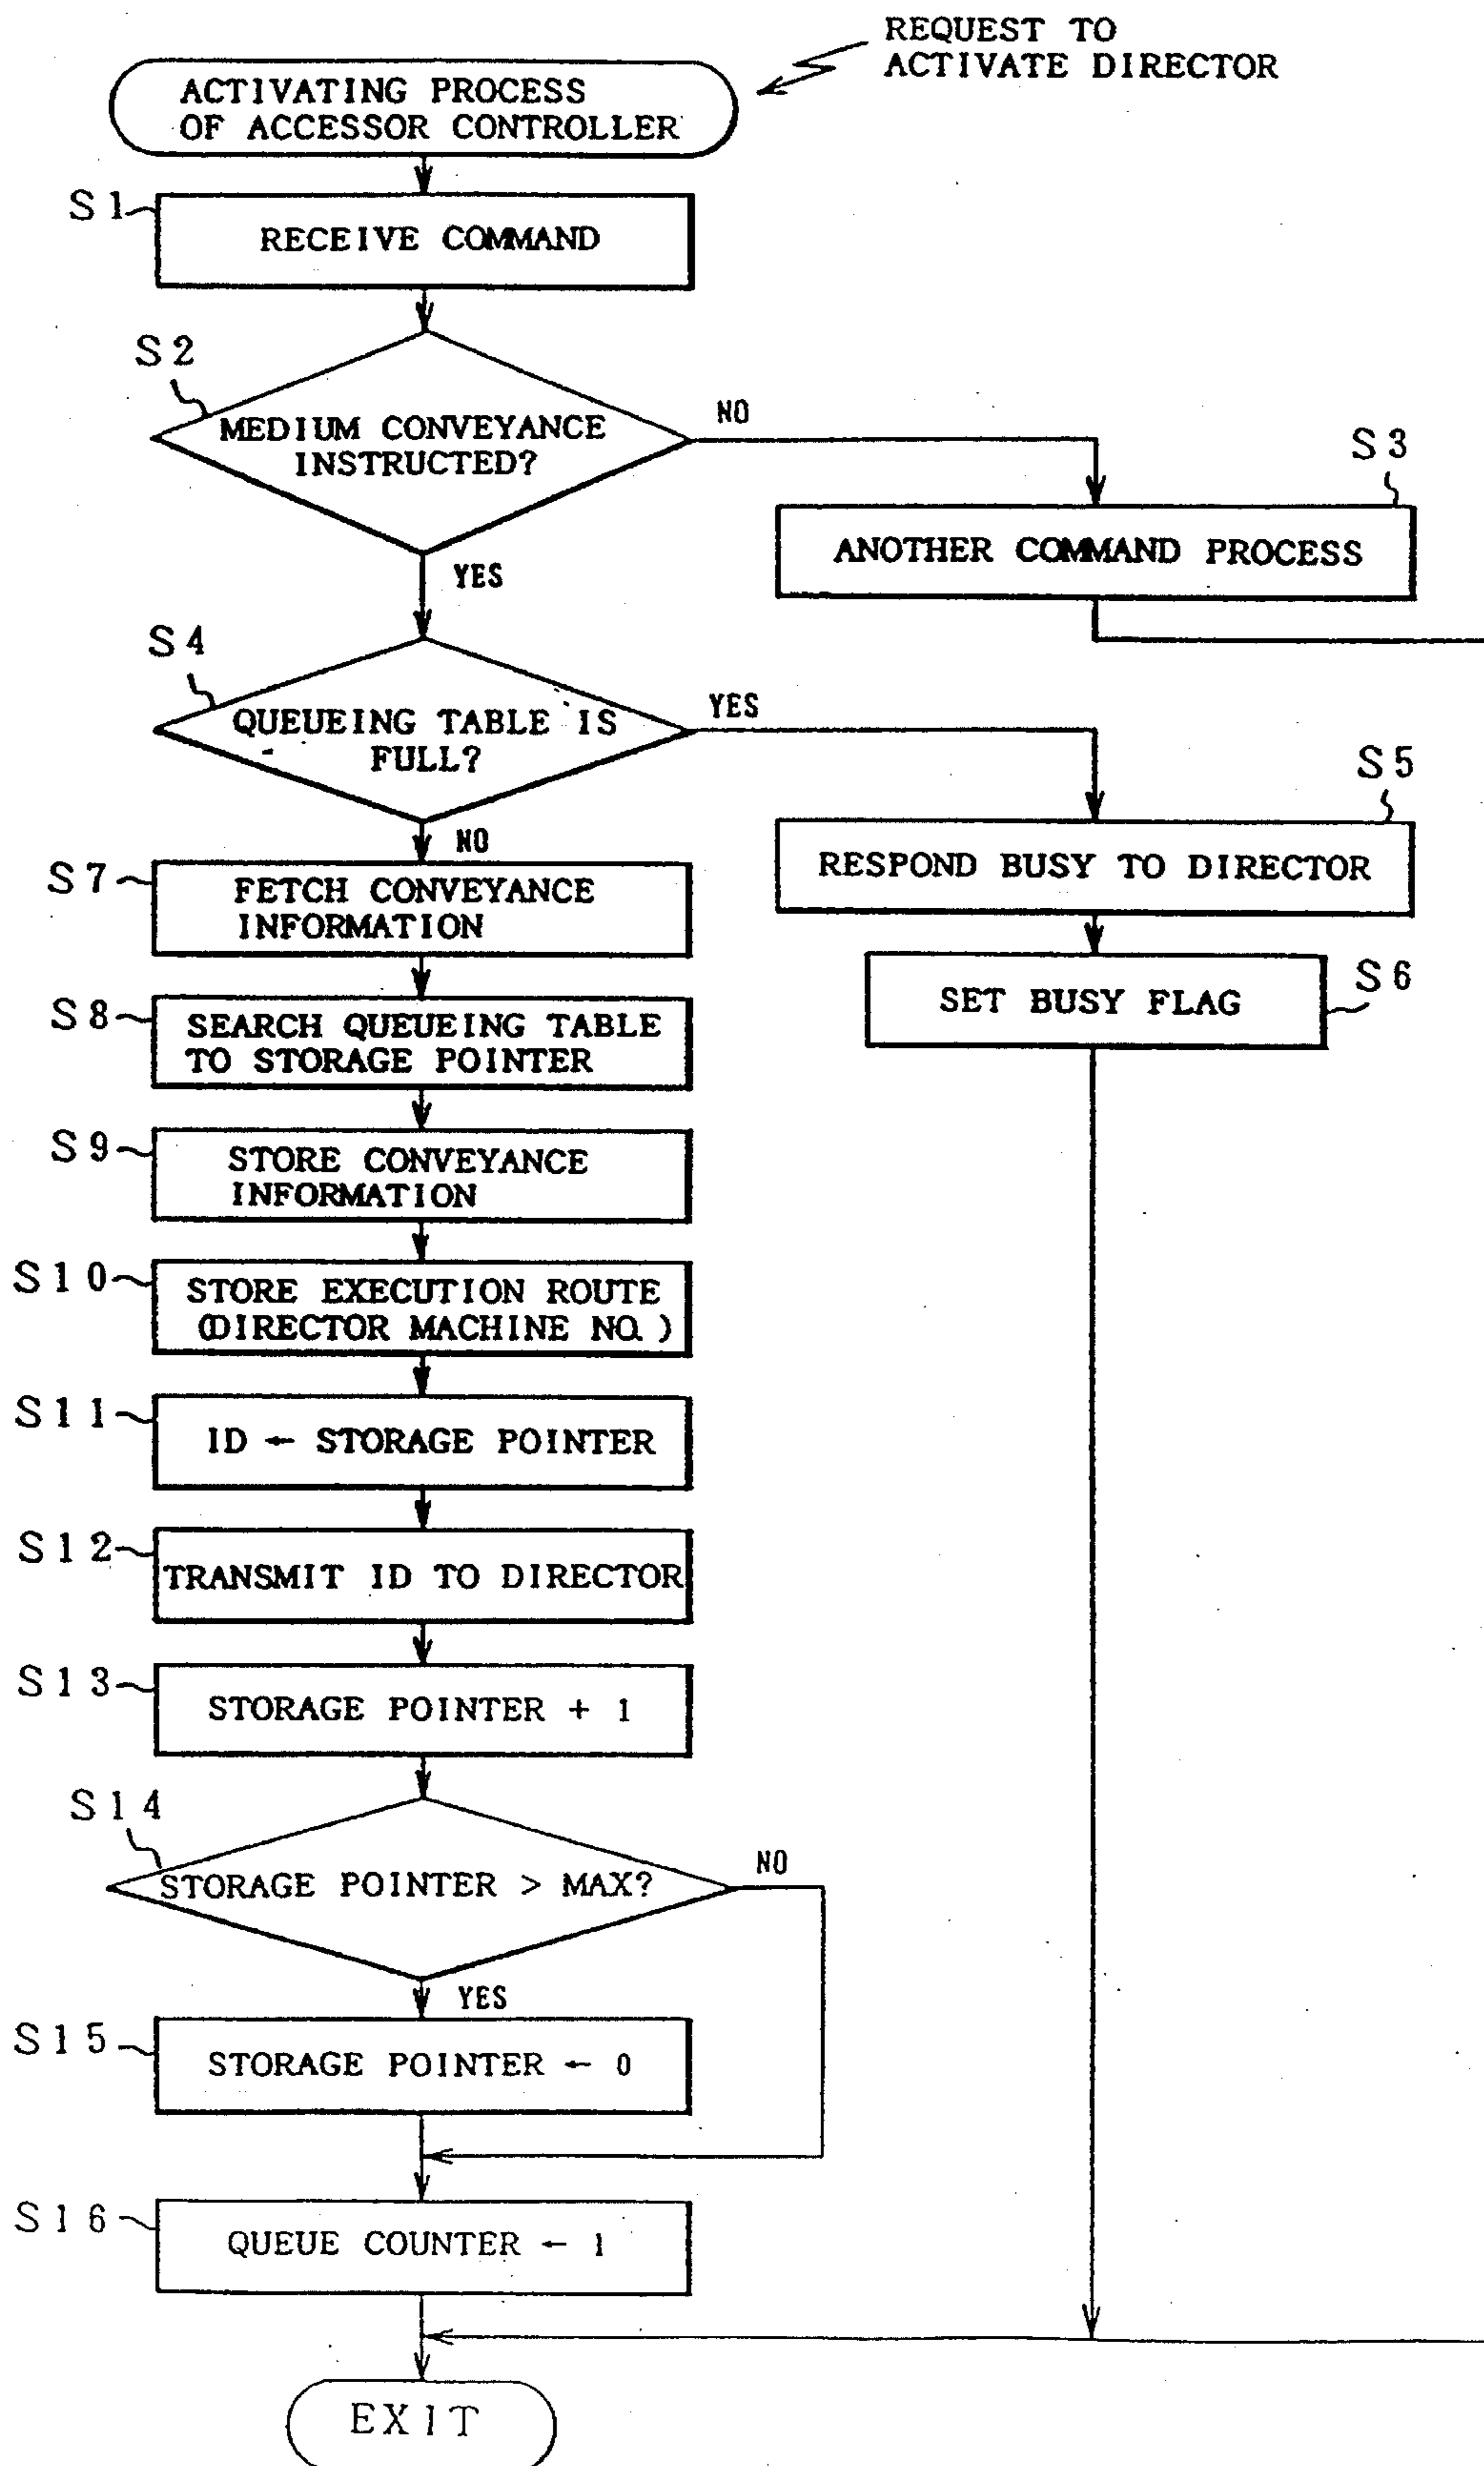 REQUEST TO
ACTIVATE DIRECTOR
ACTIVATING PROCESS
OF ACCESSOR CONTROLLER
S1
RECEIVE COMMAND
S2
MEDIUM CONVEYANCE
INSTRUCTED?
NO
YES
S3
ANOTHER COMMAND PROCESS
S4
QUEUEING TABLE IS
FULL?
YES
NO
S5
RESPOND BUSY TO DIRECTOR
S6
SET BUSY FLAG
S7
FETCH CONVEYANCE
INFORMATION
S8
SEARCH QUEUEING TABLE
TO STORAGE POINTER
S9
STORE CONVEYANCE
INFORMATION
S10
STORE EXECUTION ROUTE
(DIRECTOR MACHINE NO.)
S11
ID ← STORAGE POINTER
S12
TRANSMIT ID TO DIRECTOR
S13
STORAGE POINTER + 1
S14
STORAGE POINTER > MAX?
NO
YES
S15
STORAGE POINTER ← 0
S16
QUEUE COUNTER ← 1
EXIT